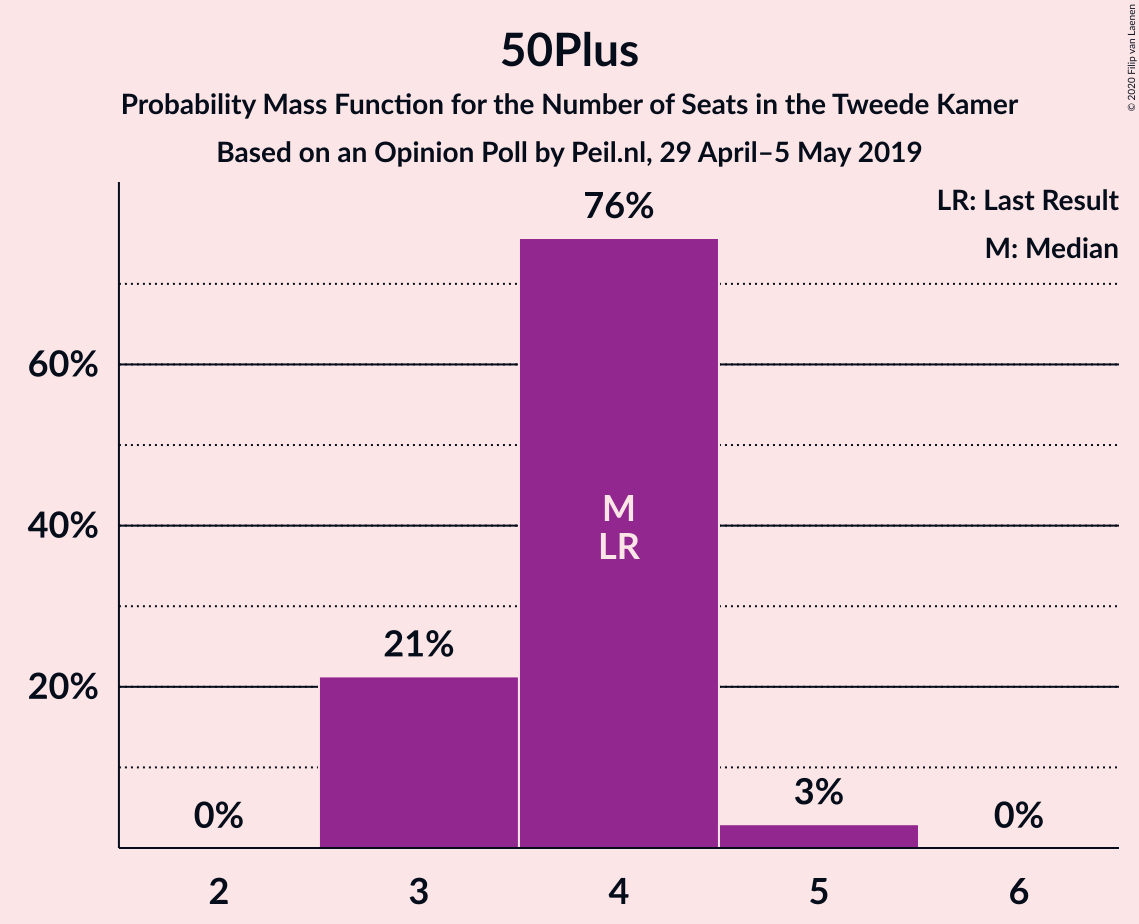 50Plus
Probability Mass Function for the Number of Seats in the Tweede Kamer
Based on an Opinion Poll by Peil.nl, 29 April–5 May 2019
© 2020 Filip van Laenen
LR: Last Result
M: Median
76%
60%
M
40%
LR
21%
20%
3%
0%
0%
2 3 4 5 6